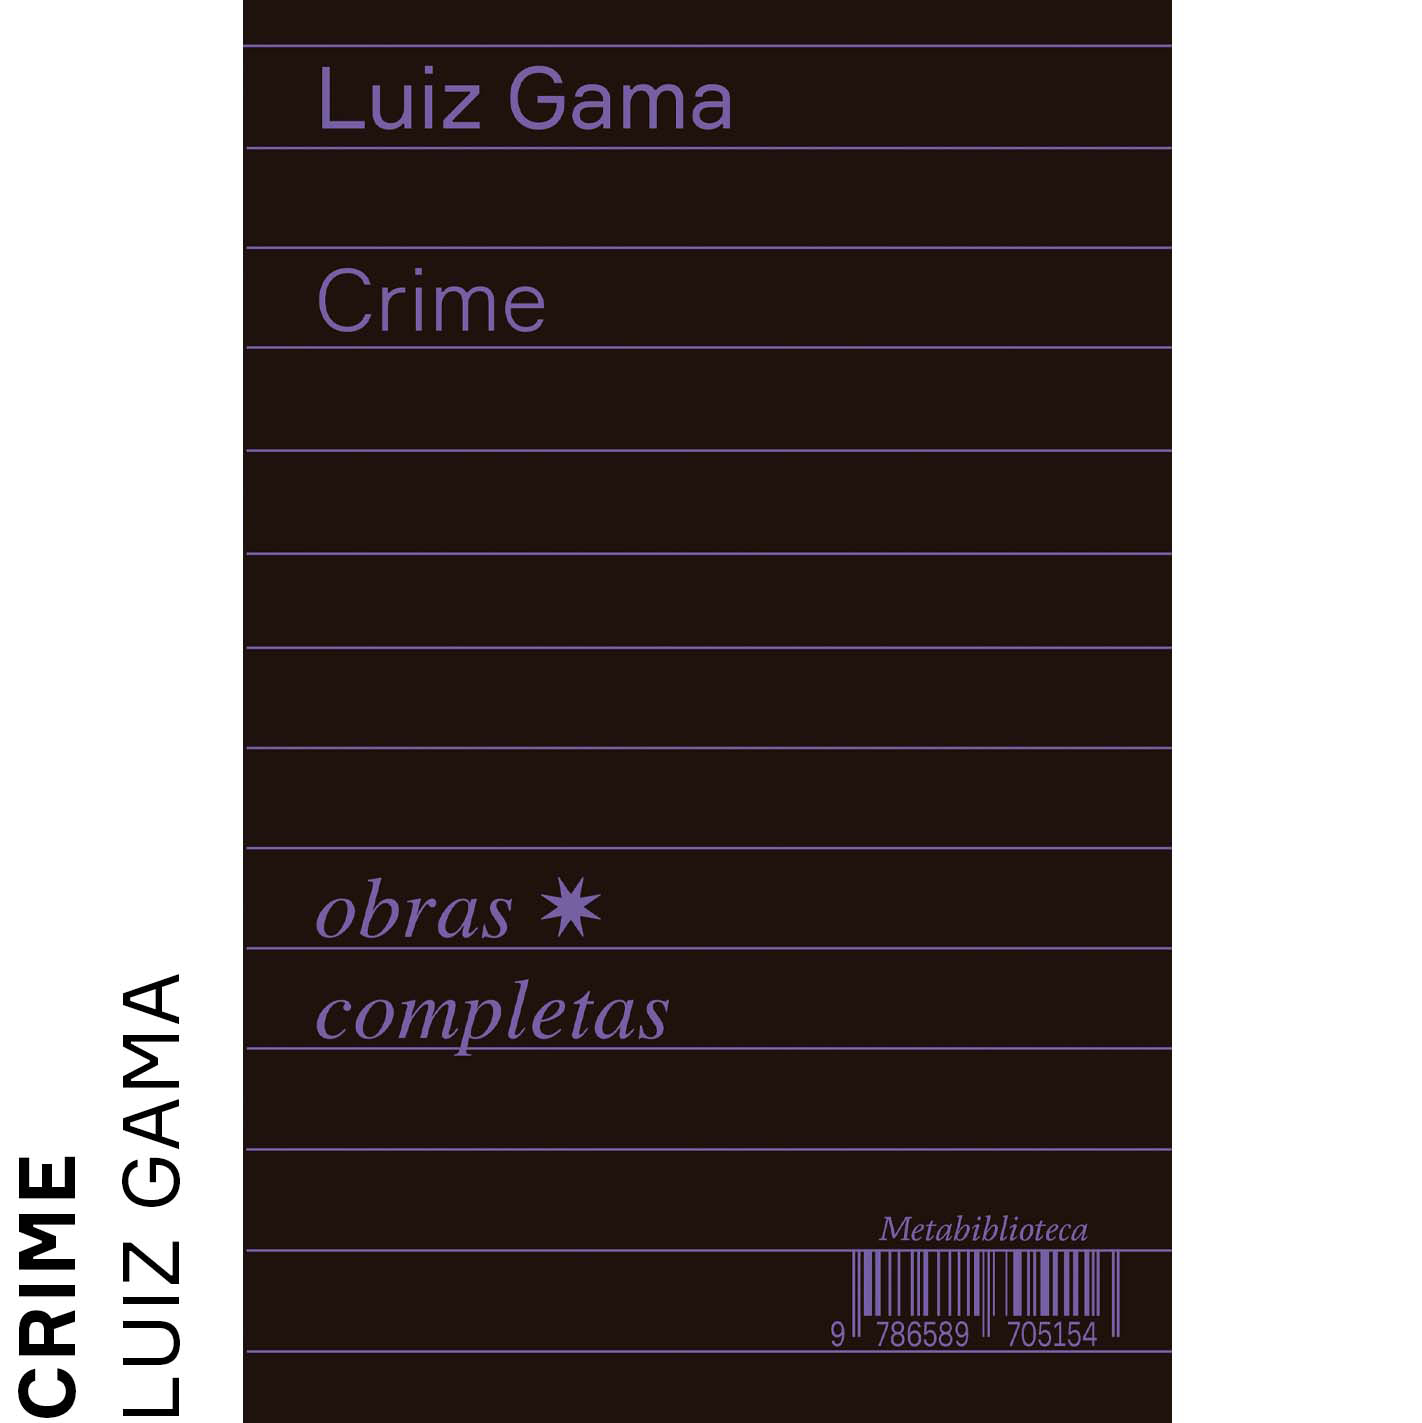 Luiz Gama
Crime
obras ✷
completas
Metabiblioteca
9 786589 705154
CRIME
LUIZ GAMA